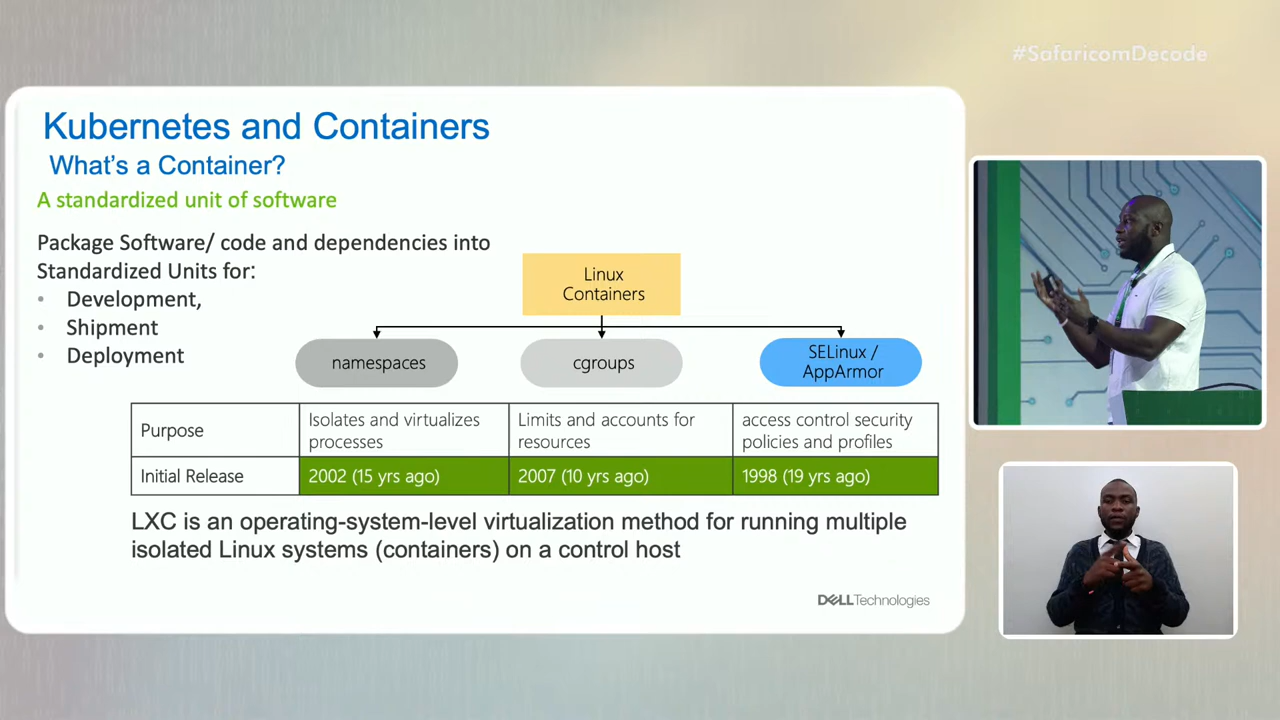 #SafaricomDecode
Kubernetes and Containers
What's a Container?
A standardized unit of software
Package Software/ code and dependencies into
Standardized Units for:
• Development,
• Shipment
• Deployment
Linux
Containers
namespaces
cgroups
SELinux /
AppArmor
Purpose
Isolates and virtualizes
processes
Limits and accounts for
resources
access control security
policies and profiles
Initial Release
2002 (15 yrs ago)
2007 (10 yrs ago)
1998 (19 yrs ago)
LXC is an operating-system-level virtualization method for running multiple
isolated Linux systems (containers) on a control host
DELLTechnologies